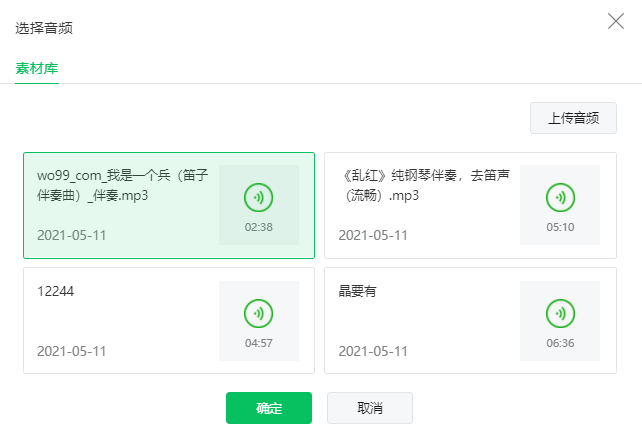 选择音频
素材库
上传音频
wo99_com_我是一个兵（笛子
伴奏曲）_伴奏.mp3
2021-05-11
02:38
《乱红》纯钢琴伴奏，去笛声
（流畅）.mp3
2021-05-11
05:10
12244
2021-05-11
04:57
晶要有
2021-05-11
06:36
确定
取消